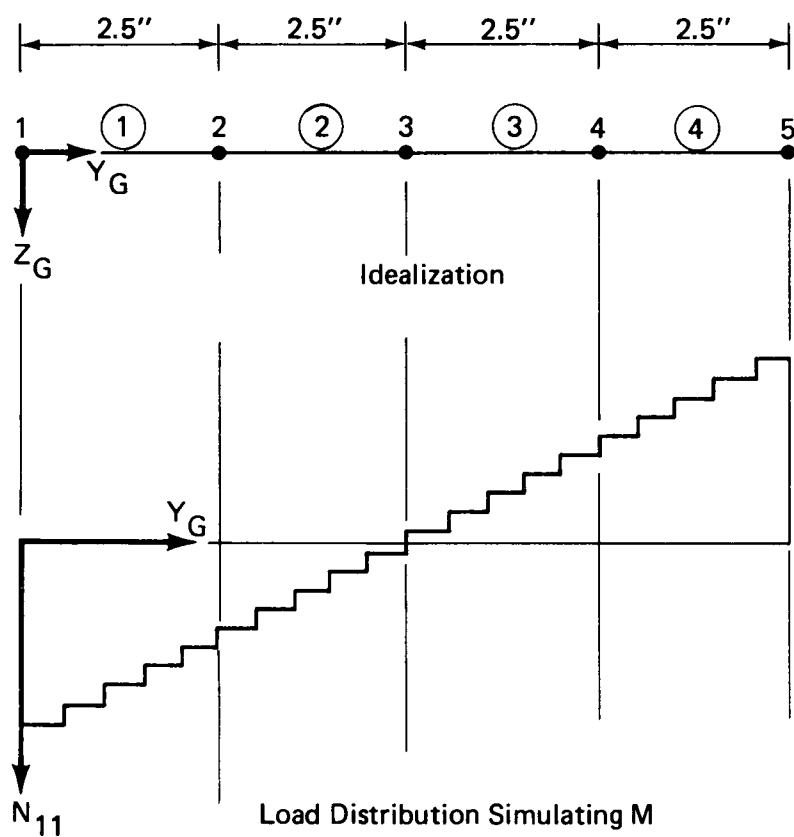 2.5" 2.5" 2.5" 2.5"
1 1 2 2 3 3 4 4 5
Y_G
Z_G
Idealization
Y_G
N_11
Load Distribution Simulating M